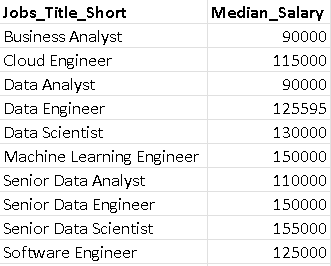 Jobs_Title_Short Median_Salary
Business Analyst 90000
Cloud Engineer 115000
Data Analyst 90000
Data Engineer 125595
Data Scientist 130000
Machine Learning Engineer 150000
Senior Data Analyst 110000
Senior Data Engineer 150000
Senior Data Scientist 155000
Software Engineer 125000